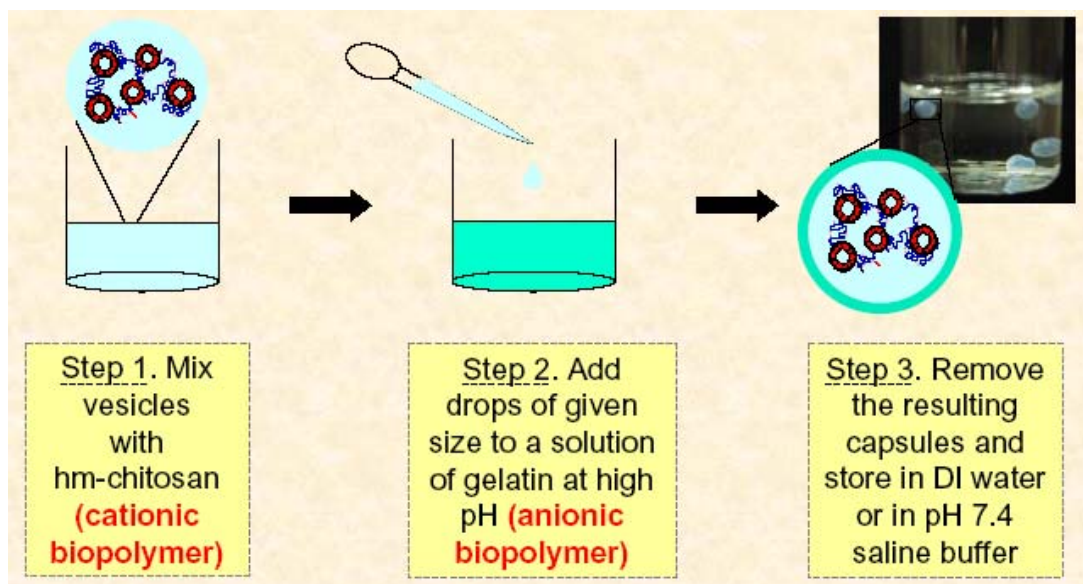 Step 1. Mix
vesicles
with
hm-chitosan
(cationic
biopolymer)
Step 2. Add
drops of given
size to a solution
of gelatin at high
pH (anionic
biopolymer)
Step 3. Remove
the resulting
capsules and
store in DI water
or in pH 7.4
saline buffer